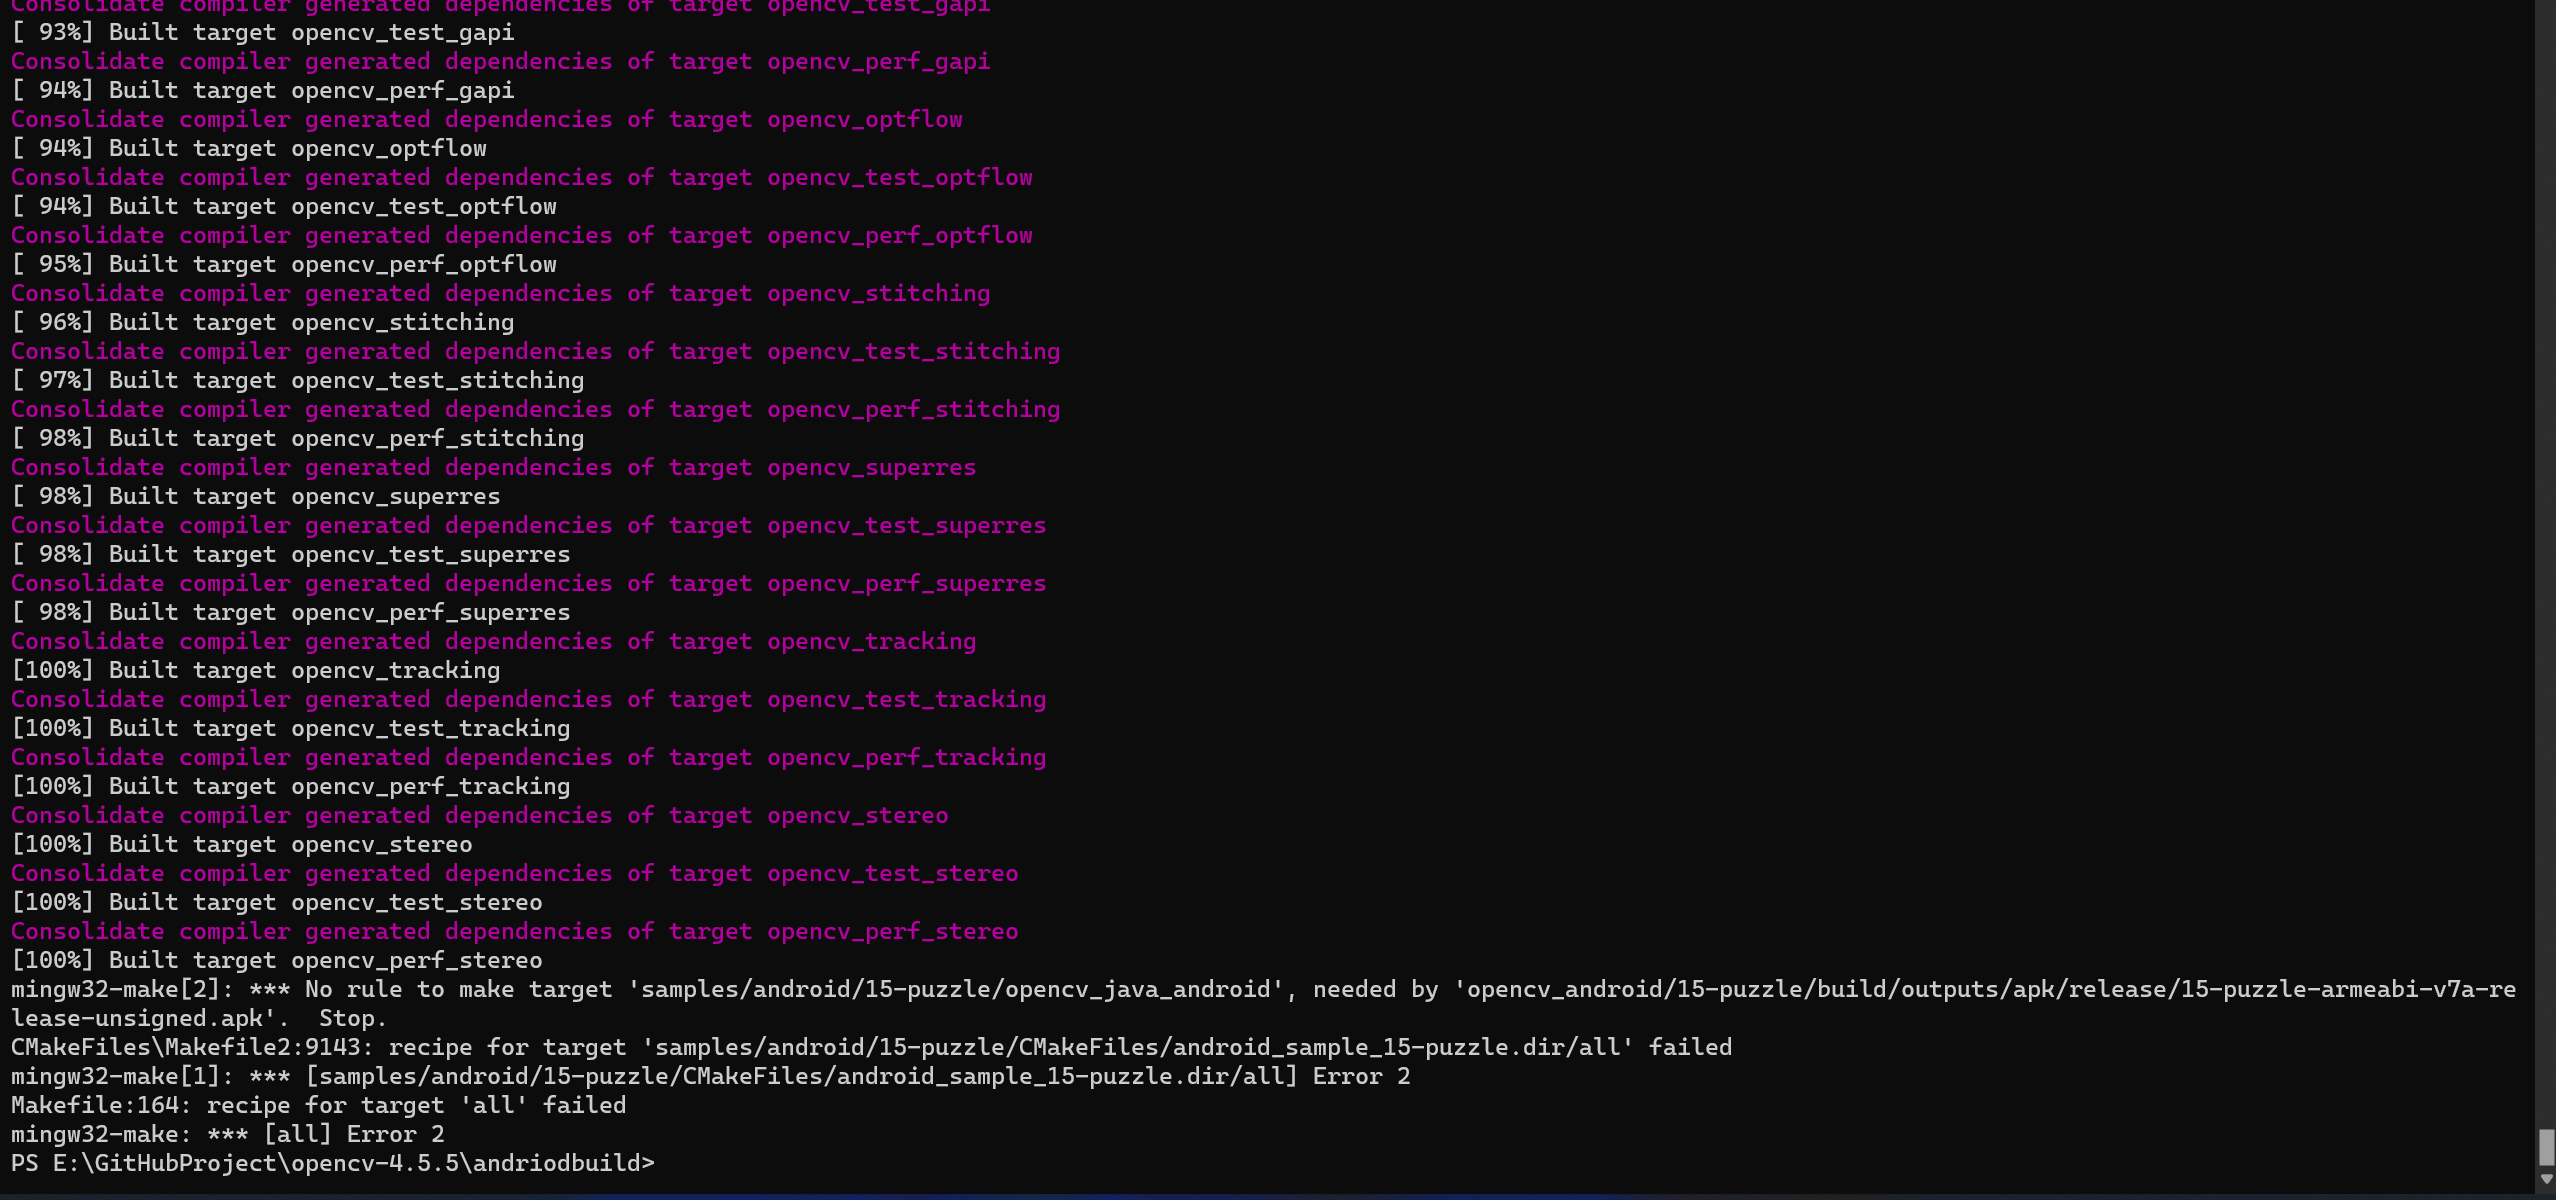 Consolidate compiler generated dependencies of target opencv_test_gapi
[ 93%] Built target opencv_test_gapi
Consolidate compiler generated dependencies of target opencv_perf_gapi
[ 94%] Built target opencv_perf_gapi
Consolidate compiler generated dependencies of target opencv_optflow
[ 94%] Built target opencv_optflow
Consolidate compiler generated dependencies of target opencv_test_optflow
[ 94%] Built target opencv_test_optflow
Consolidate compiler generated dependencies of target opencv_perf_optflow
[ 95%] Built target opencv_perf_optflow
Consolidate compiler generated dependencies of target opencv_stitching
[ 96%] Built target opencv_stitching
Consolidate compiler generated dependencies of target opencv_test_stitching
[ 97%] Built target opencv_test_stitching
Consolidate compiler generated dependencies of target opencv_perf_stitching
[ 98%] Built target opencv_perf_stitching
Consolidate compiler generated dependencies of target opencv_superres
[ 98%] Built target opencv_superres
Consolidate compiler generated dependencies of target opencv_test_superres
[ 98%] Built target opencv_test_superres
Consolidate compiler generated dependencies of target opencv_perf_superres
[ 98%] Built target opencv_perf_superres
Consolidate compiler generated dependencies of target opencv_tracking
[100%] Built target opencv_tracking
Consolidate compiler generated dependencies of target opencv_test_tracking
[100%] Built target opencv_test_tracking
Consolidate compiler generated dependencies of target opencv_perf_tracking
[100%] Built target opencv_perf_tracking
Consolidate compiler generated dependencies of target opencv_stereo
[100%] Built target opencv_stereo
Consolidate compiler generated dependencies of target opencv_test_stereo
[100%] Built target opencv_test_stereo
Consolidate compiler generated dependencies of target opencv_perf_stereo
[100%] Built target opencv_perf_stereo
mingw32-make[2]: *** No rule to make target 'samples/android/15-puzzle/opencv_java_android', needed by 'opencv_android/15-puzzle/build/outputs/apk/release/15-puzzle-armeabi-v7a-re
lease-unsigned.apk'.  Stop.
CMakeFiles\Makefile2:9143: recipe for target 'samples/android/15-puzzle/CMakeFiles/android_sample_15-puzzle.dir/all' failed
mingw32-make[1]: *** [samples/android/15-puzzle/CMakeFiles/android_sample_15-puzzle.dir/all] Error 2
Makefile:164: recipe for target 'all' failed
mingw32-make: *** [all] Error 2
PS E:\GitHubProject\opencv-4.5.5\andriodbuild>